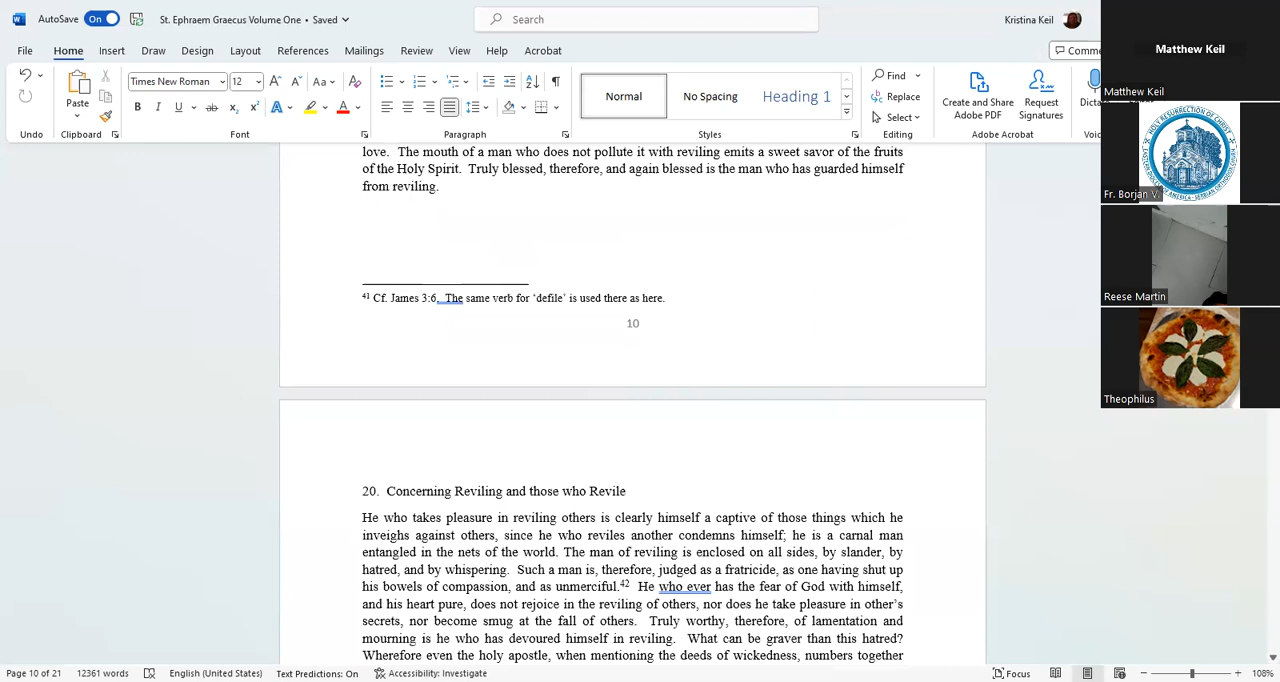 AutoSave On St. Ephraem Graecus Volume One • Saved Search Kristina Keil
File Home Insert Draw Design Layout References Mailings Review View Help Acrobat
Times New Roman 12 Aa
Paste
Undo Clipboard Font Paragraph
Normal No Spacing Heading 1
Styles
Find
Replace
Select
Editing
Create and Share
Adobe PDF
Request
Signatures
Adobe Acrobat
love. The mouth of a man who does not pollute it with reviling emits a sweet savor of the fruits
of the Holy Spirit. Truly blessed, therefore, and again blessed is the man who has guarded himself
from reviling.
41 Cf. James 3:6. The same verb for ‘defile’ is used there as here.
10
20. Concerning Reviling and those who Revile
He who takes pleasure in reviling others is clearly himself a captive of those things which he
inveighs against others, since he who reviles another condemns himself; he is a carnal man
entangled in the nets of the world. The man of reviling is enclosed on all sides, by slander, by
hatred, and by whispering. Such a man is, therefore, judged as a fratricide, as one having shut up
his bowels of compassion, and as unmerciful.42 He who ever has the fear of God with himself,
and his heart pure, does not rejoice in the reviling of others, nor does he take pleasure in other’s
secrets, nor become smug at the fall of others. Truly worthy, therefore, of lamentation and
mourning is he who has devoured himself in reviling. What can be graver than this hatred?
Wherefore even the holy apostle, when mentioning the deeds of wickedness, numbers together
Page 10 of 21 12361 words English (United States) Text Predictions: On Accessibility: Investigate Focus 108%
Matthew Keil
Matthew Keil
HOLY RESURRECTION OF CHRIST
Fr. Borjan V.
Reese Martin
Theophilus